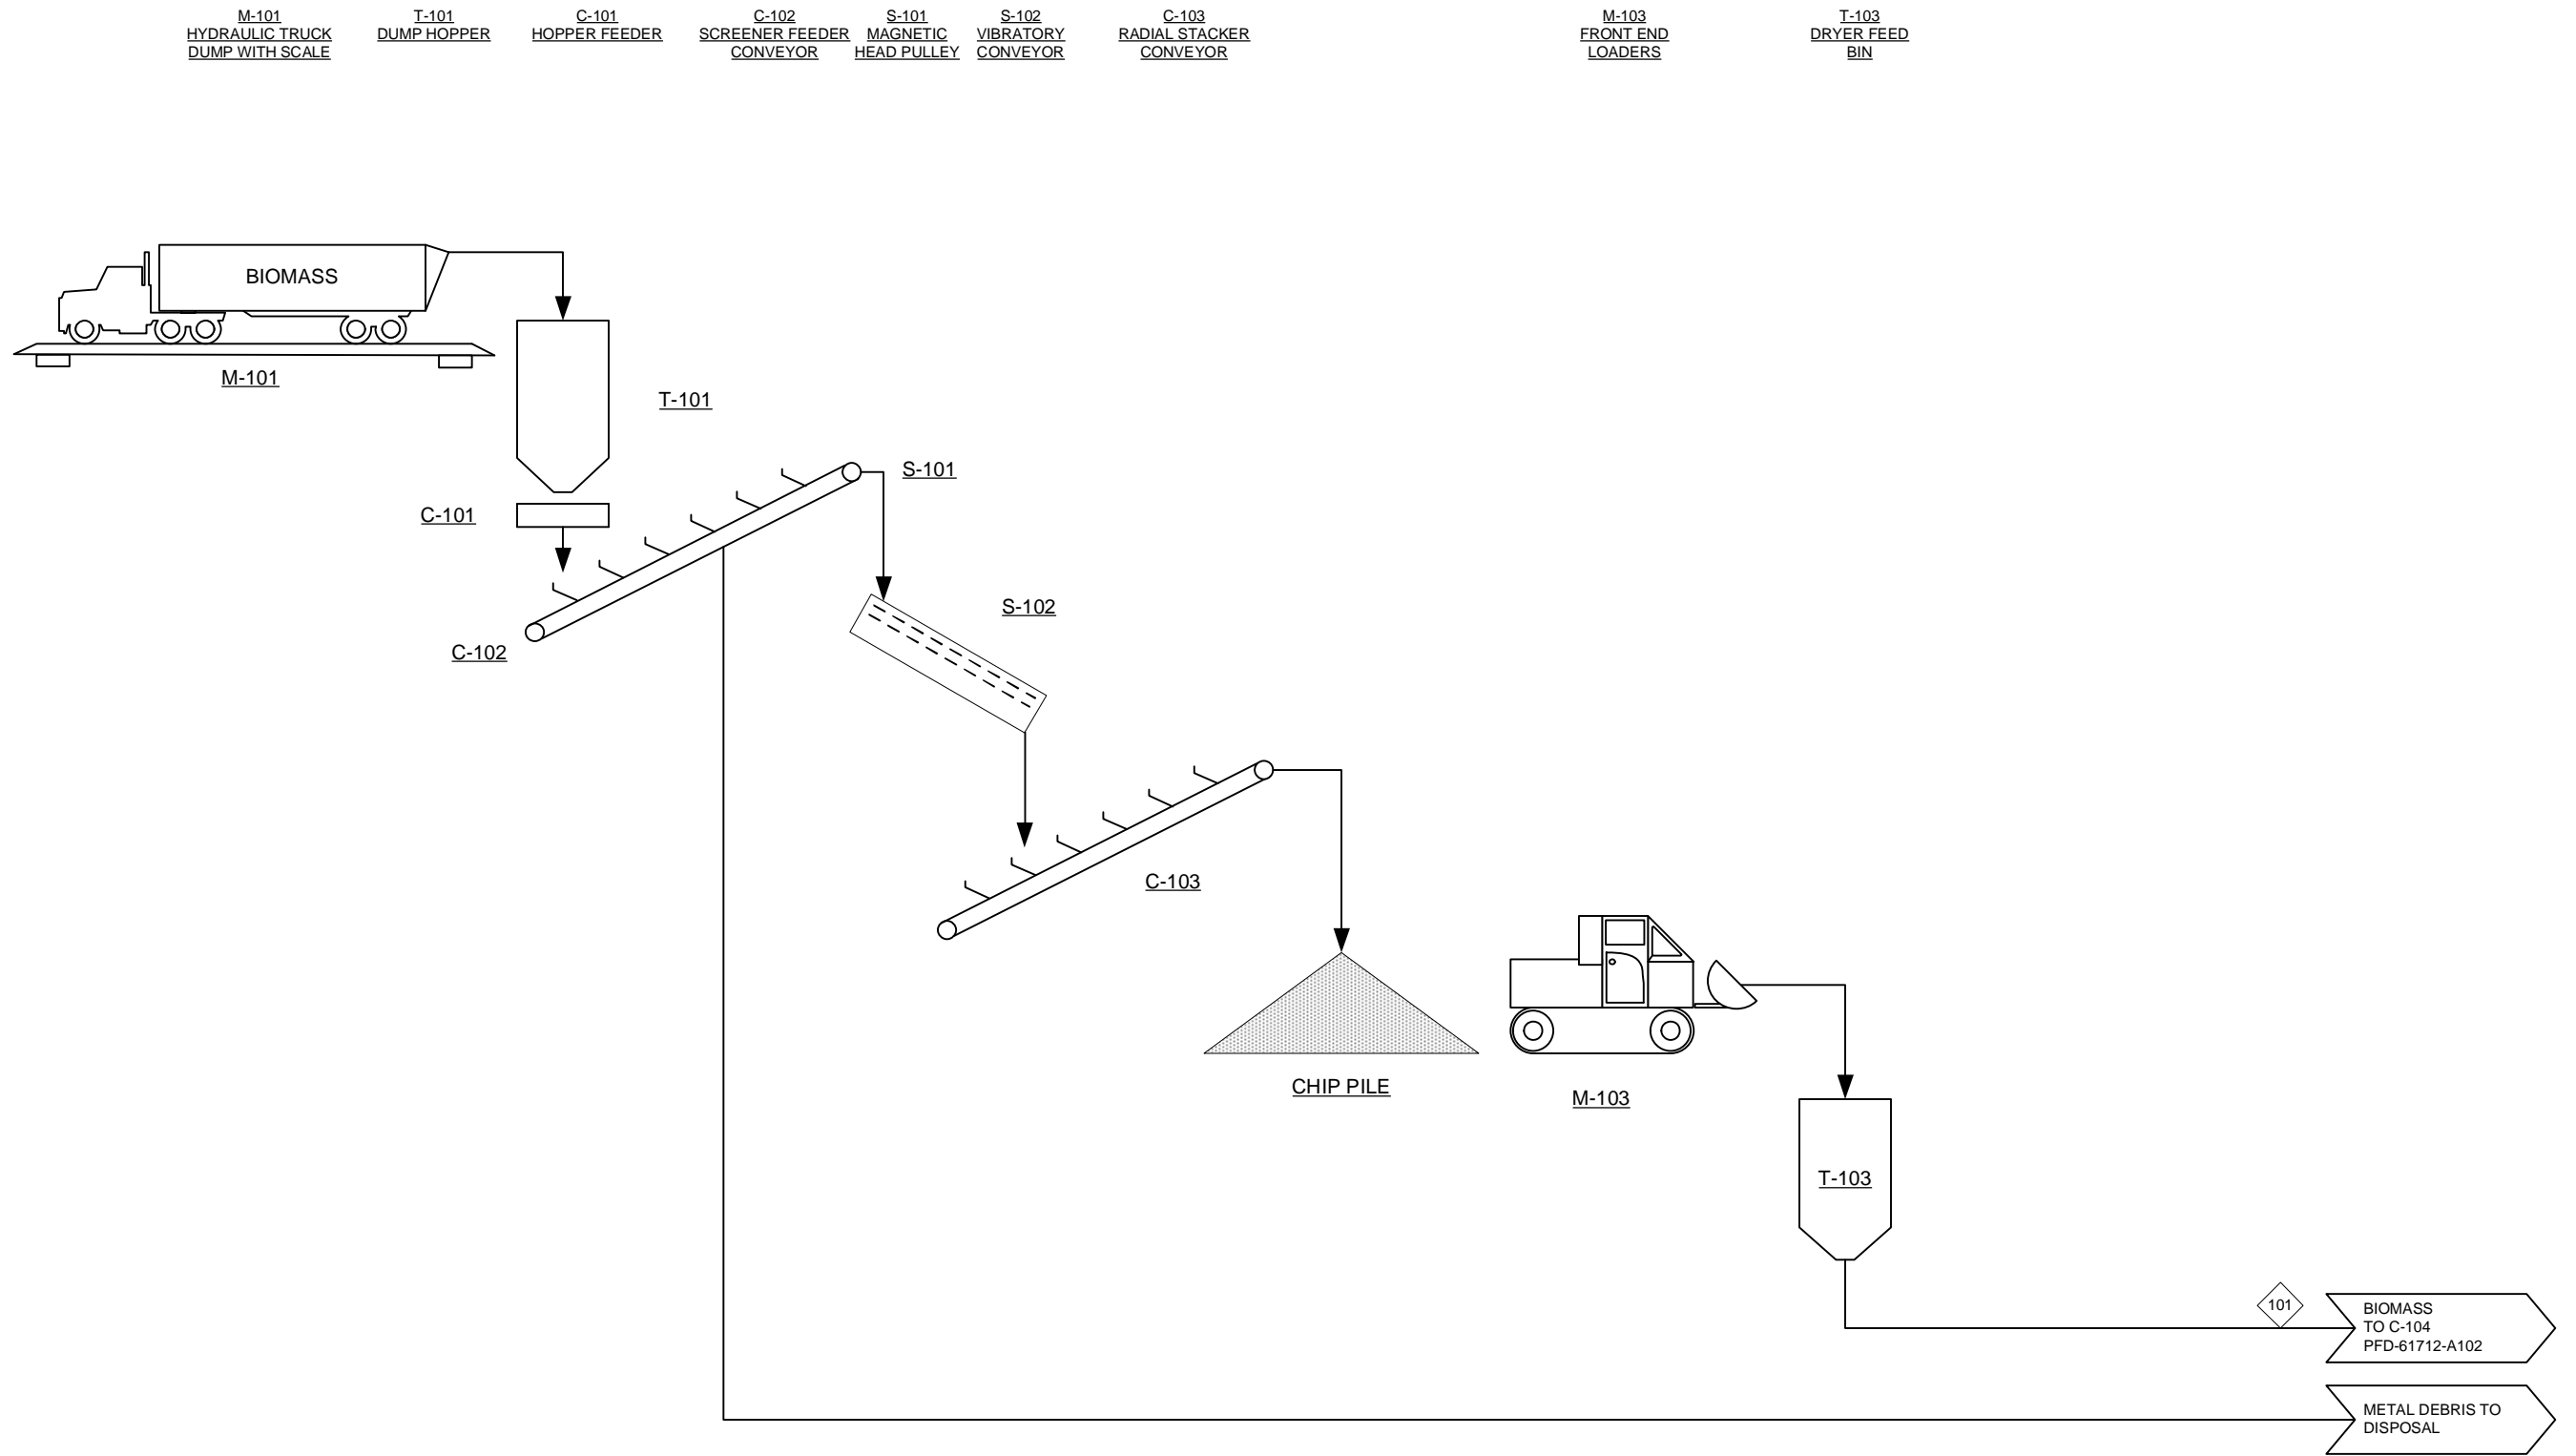 M-101
HYDRAULIC TRUCK
DUMP WITH SCALE
T-101
DUMP HOPPER
C-101
HOPPER FEEDER
C-102
SCREENER FEEDER
CONVEYOR
S-101
MAGNETIC
HEAD PULLEY
S-102
VIBRATORY
CONVEYOR
C-103
RADIAL STACKER
CONVEYOR
M-103
FRONT END
LOADERS
T-103
DRYER FEED
BIN
BIOMASS
M-101
T-101
S-101
C-101
S-102
C-102
C-103
CHIP PILE
M-103
T-103
101
BIOMASS
TO C-104
PFD-61712-A102
METAL DEBRIS TO
DISPOSAL